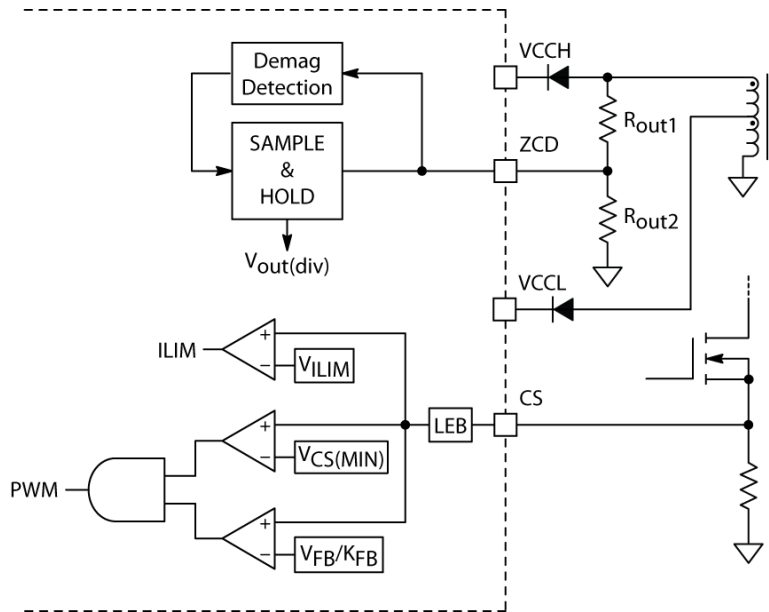 VCCH
Demag
Detection
Rout1
SAMPLE
&
HOLD
ZCD
Rout2
Vout(div)
VCCL
ILIM
+
−
VILIM
CS
LEB
+
−
VCS(MIN)
PWM
+
−
VFB/KFB